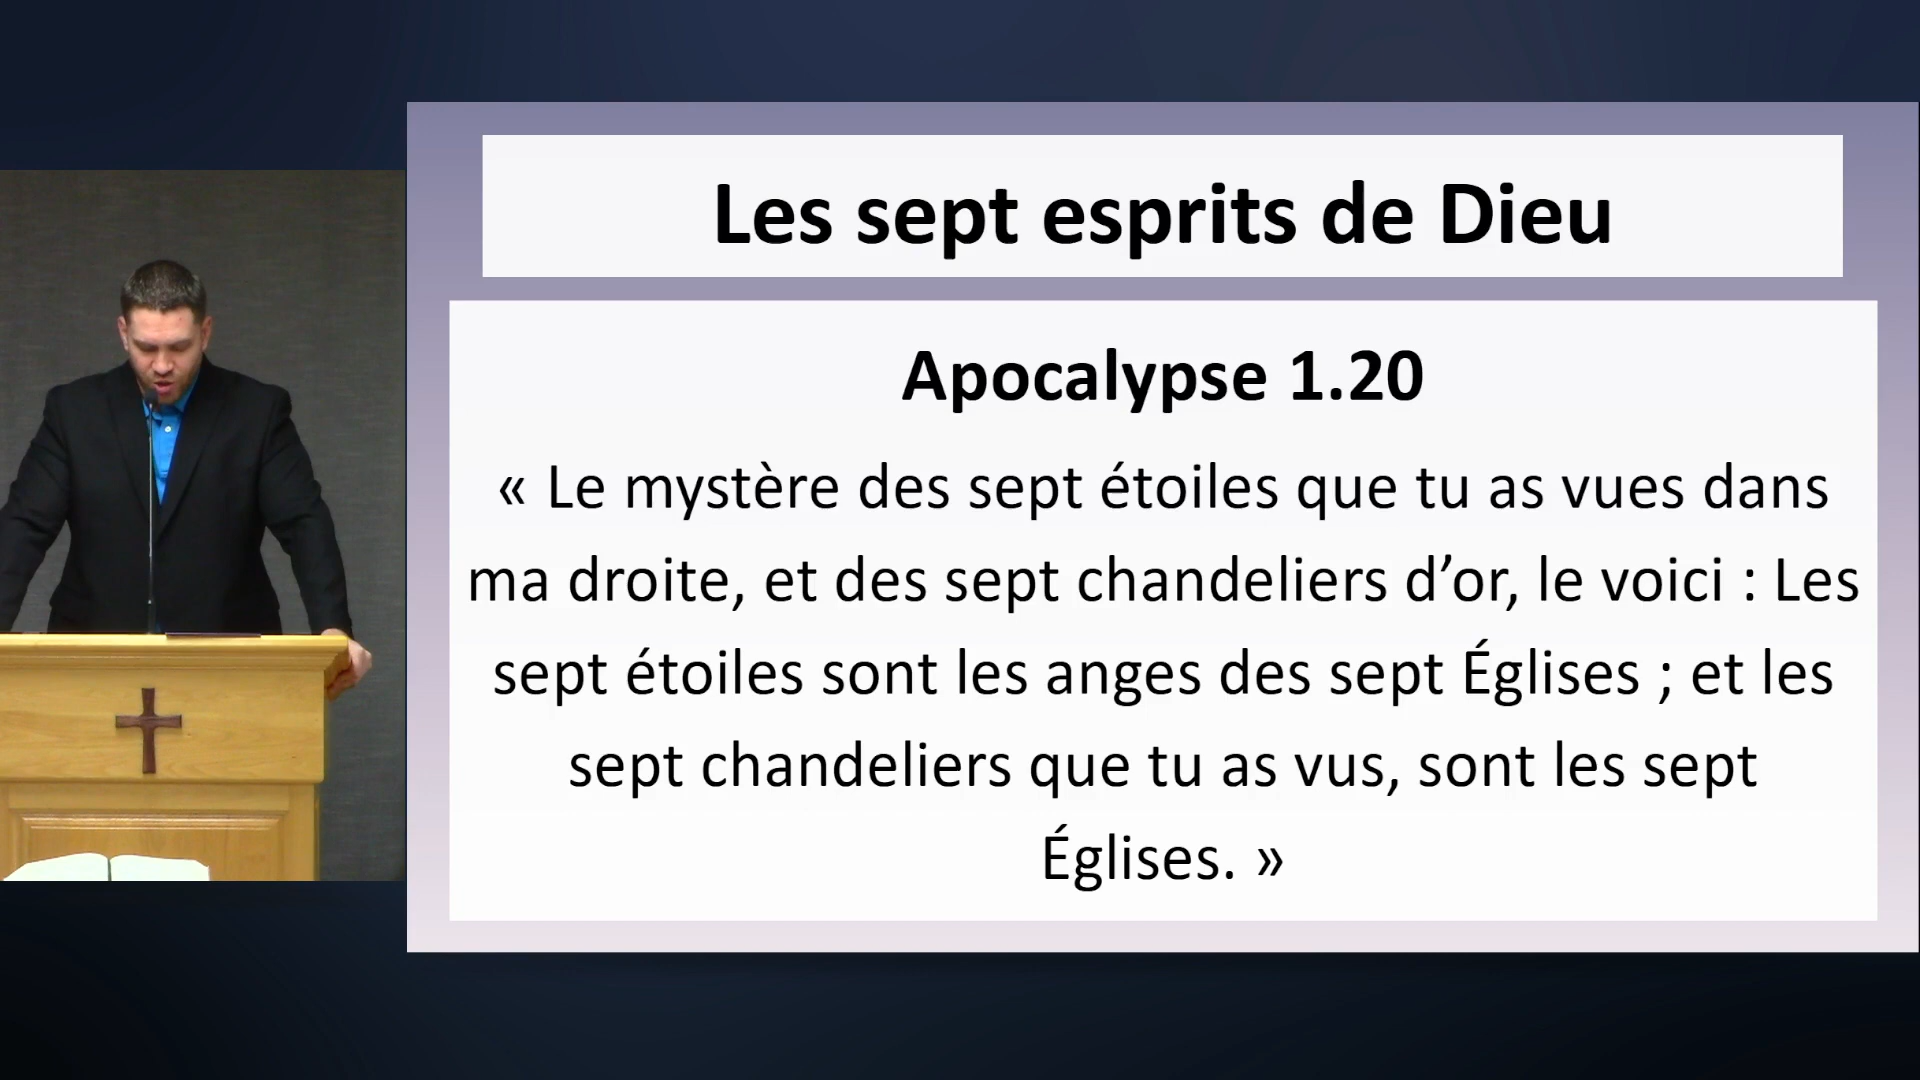 Les sept esprits de Dieu
Apocalypse 1.20
« Le mystère des sept étoiles que tu as vues dans
ma droite, et des sept chandeliers d’or, le voici : Les
sept étoiles sont les anges des sept Églises ; et les
sept chandeliers que tu as vus, sont les sept
Églises. »